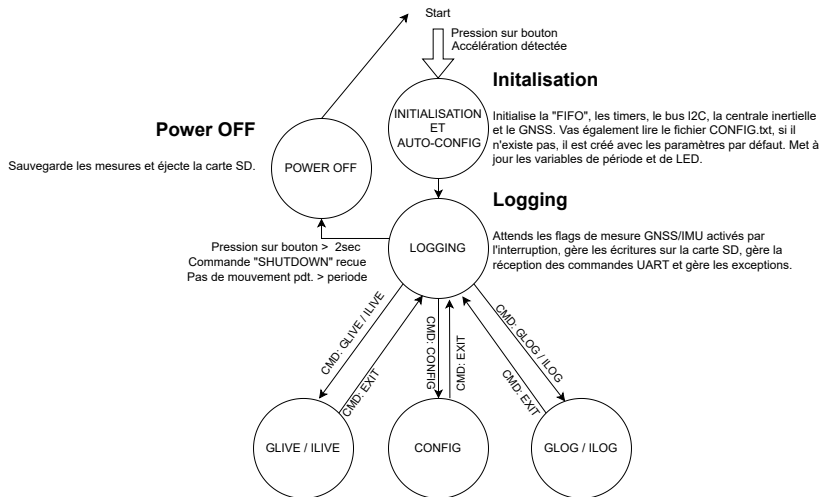 Start
Pression sur bouton
Accélération détectée
Initalisation
INITIALISATION
ET
AUTO-CONFIG
Initialise la "FIFO", les timers, le bus I2C, la centrale inertielle
et le GNSS. Vas également lire le fichier CONFIG.txt, si il
n'existe pas, il est créé avec les paramètres par défaut. Met à
jour les variables de période et de LED.
Power OFF
Sauvegarde les mesures et éjecte la carte SD.
POWER OFF
Logging
LOGGING
Attends les flags de mesure GNSS/IMU activés par
l'interruption, gère les écritures sur la carte SD, gère la
réception des commandes UART et gère les exceptions.
Pression sur bouton > 2sec
Commande "SHUTDOWN" recue
Pas de mouvement pdt. > periode
CMD: GLIVE / ILIVE
CMD: EXIT
CMD: CONFIG
CMD: EXIT
CMD: GLOG / ILOG
CMD: EXIT
GLIVE / ILIVE
CONFIG
GLOG / ILOG